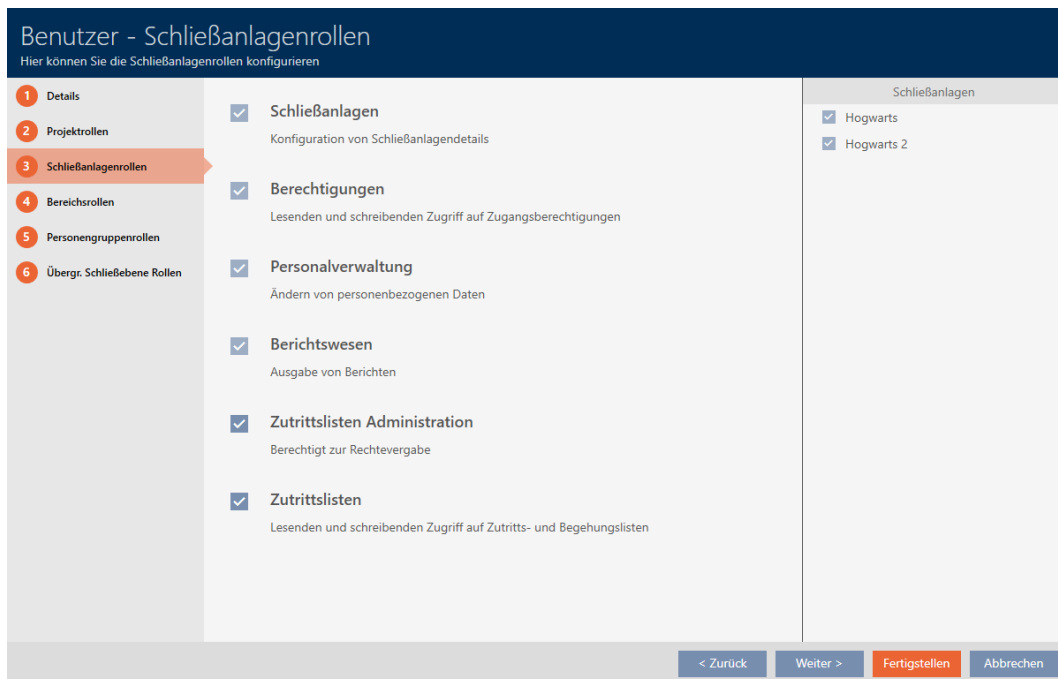 Benutzer - Schließanlagenrollen
Hier können Sie die Schließanlagenrollen konfigurieren
1 Details
2 Projektrollen
3 Schließanlagenrollen
4 Bereichsrollen
5 Personengruppenrollen
6 Übergr. Schließebene Rollen
Schließanlagen
Konfiguration von Schließanlagendetails
Berechtigungen
Lesenden und schreibenden Zugriff auf Zugangsberechtigungen
Personalverwaltung
Ändern von personenbezogenen Daten
Berichtswesen
Ausgabe von Berichten
Zutrittslisten Administration
Berechtigt zur Rechtevergabe
Zutrittslisten
Lesenden und schreibenden Zugriff auf Zutritts- und Begehungslisten
Schließanlagen
Hogwarts
Hogwarts 2
< Zurück
Weiter >
Fertigstellen
Abbrechen